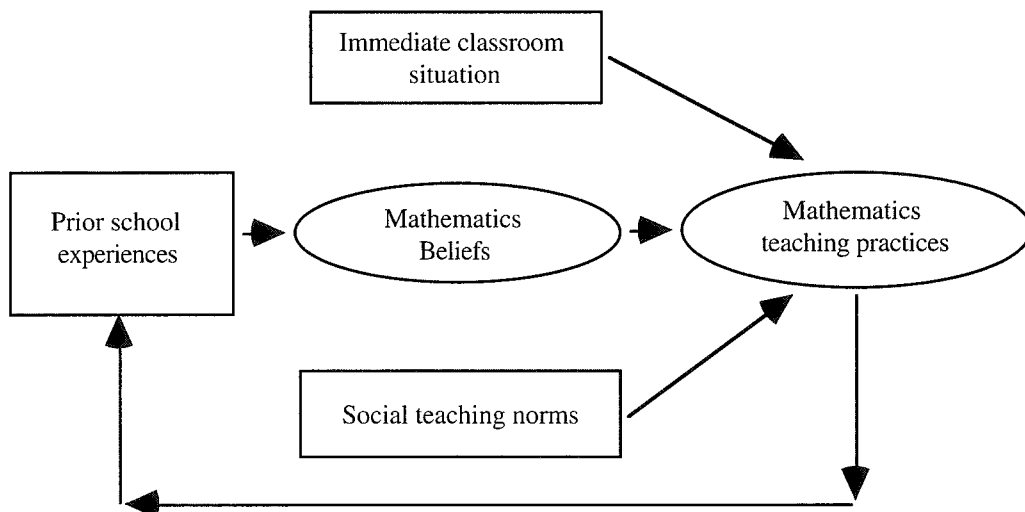 Immediate classroom
situation
Prior school
experiences
Mathematics
Beliefs
Mathematics
teaching practices
Social teaching norms